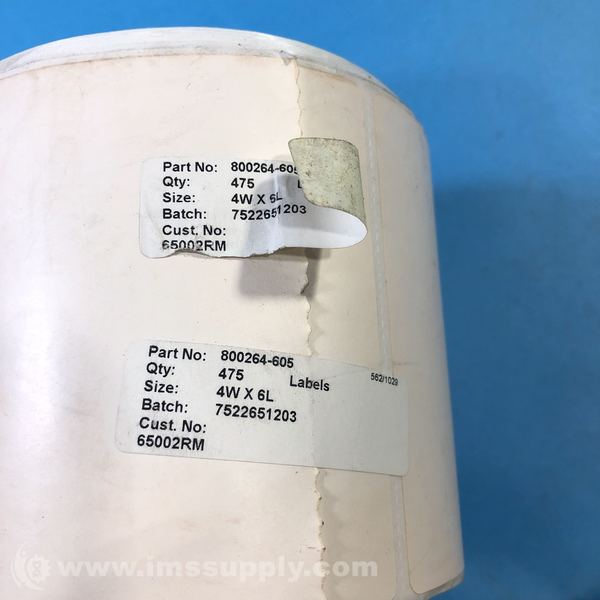 Part No: 800264-605
Qty: 475 L
Size: 4W X 6L
Batch: 7522651203
Cust. No:
65002RM
Part No: 800264-605
Qty: 475 Labels 562/1029
Size: 4W X 6L
Batch: 7522651203
Cust. No:
65002RM
www.imssupply.com